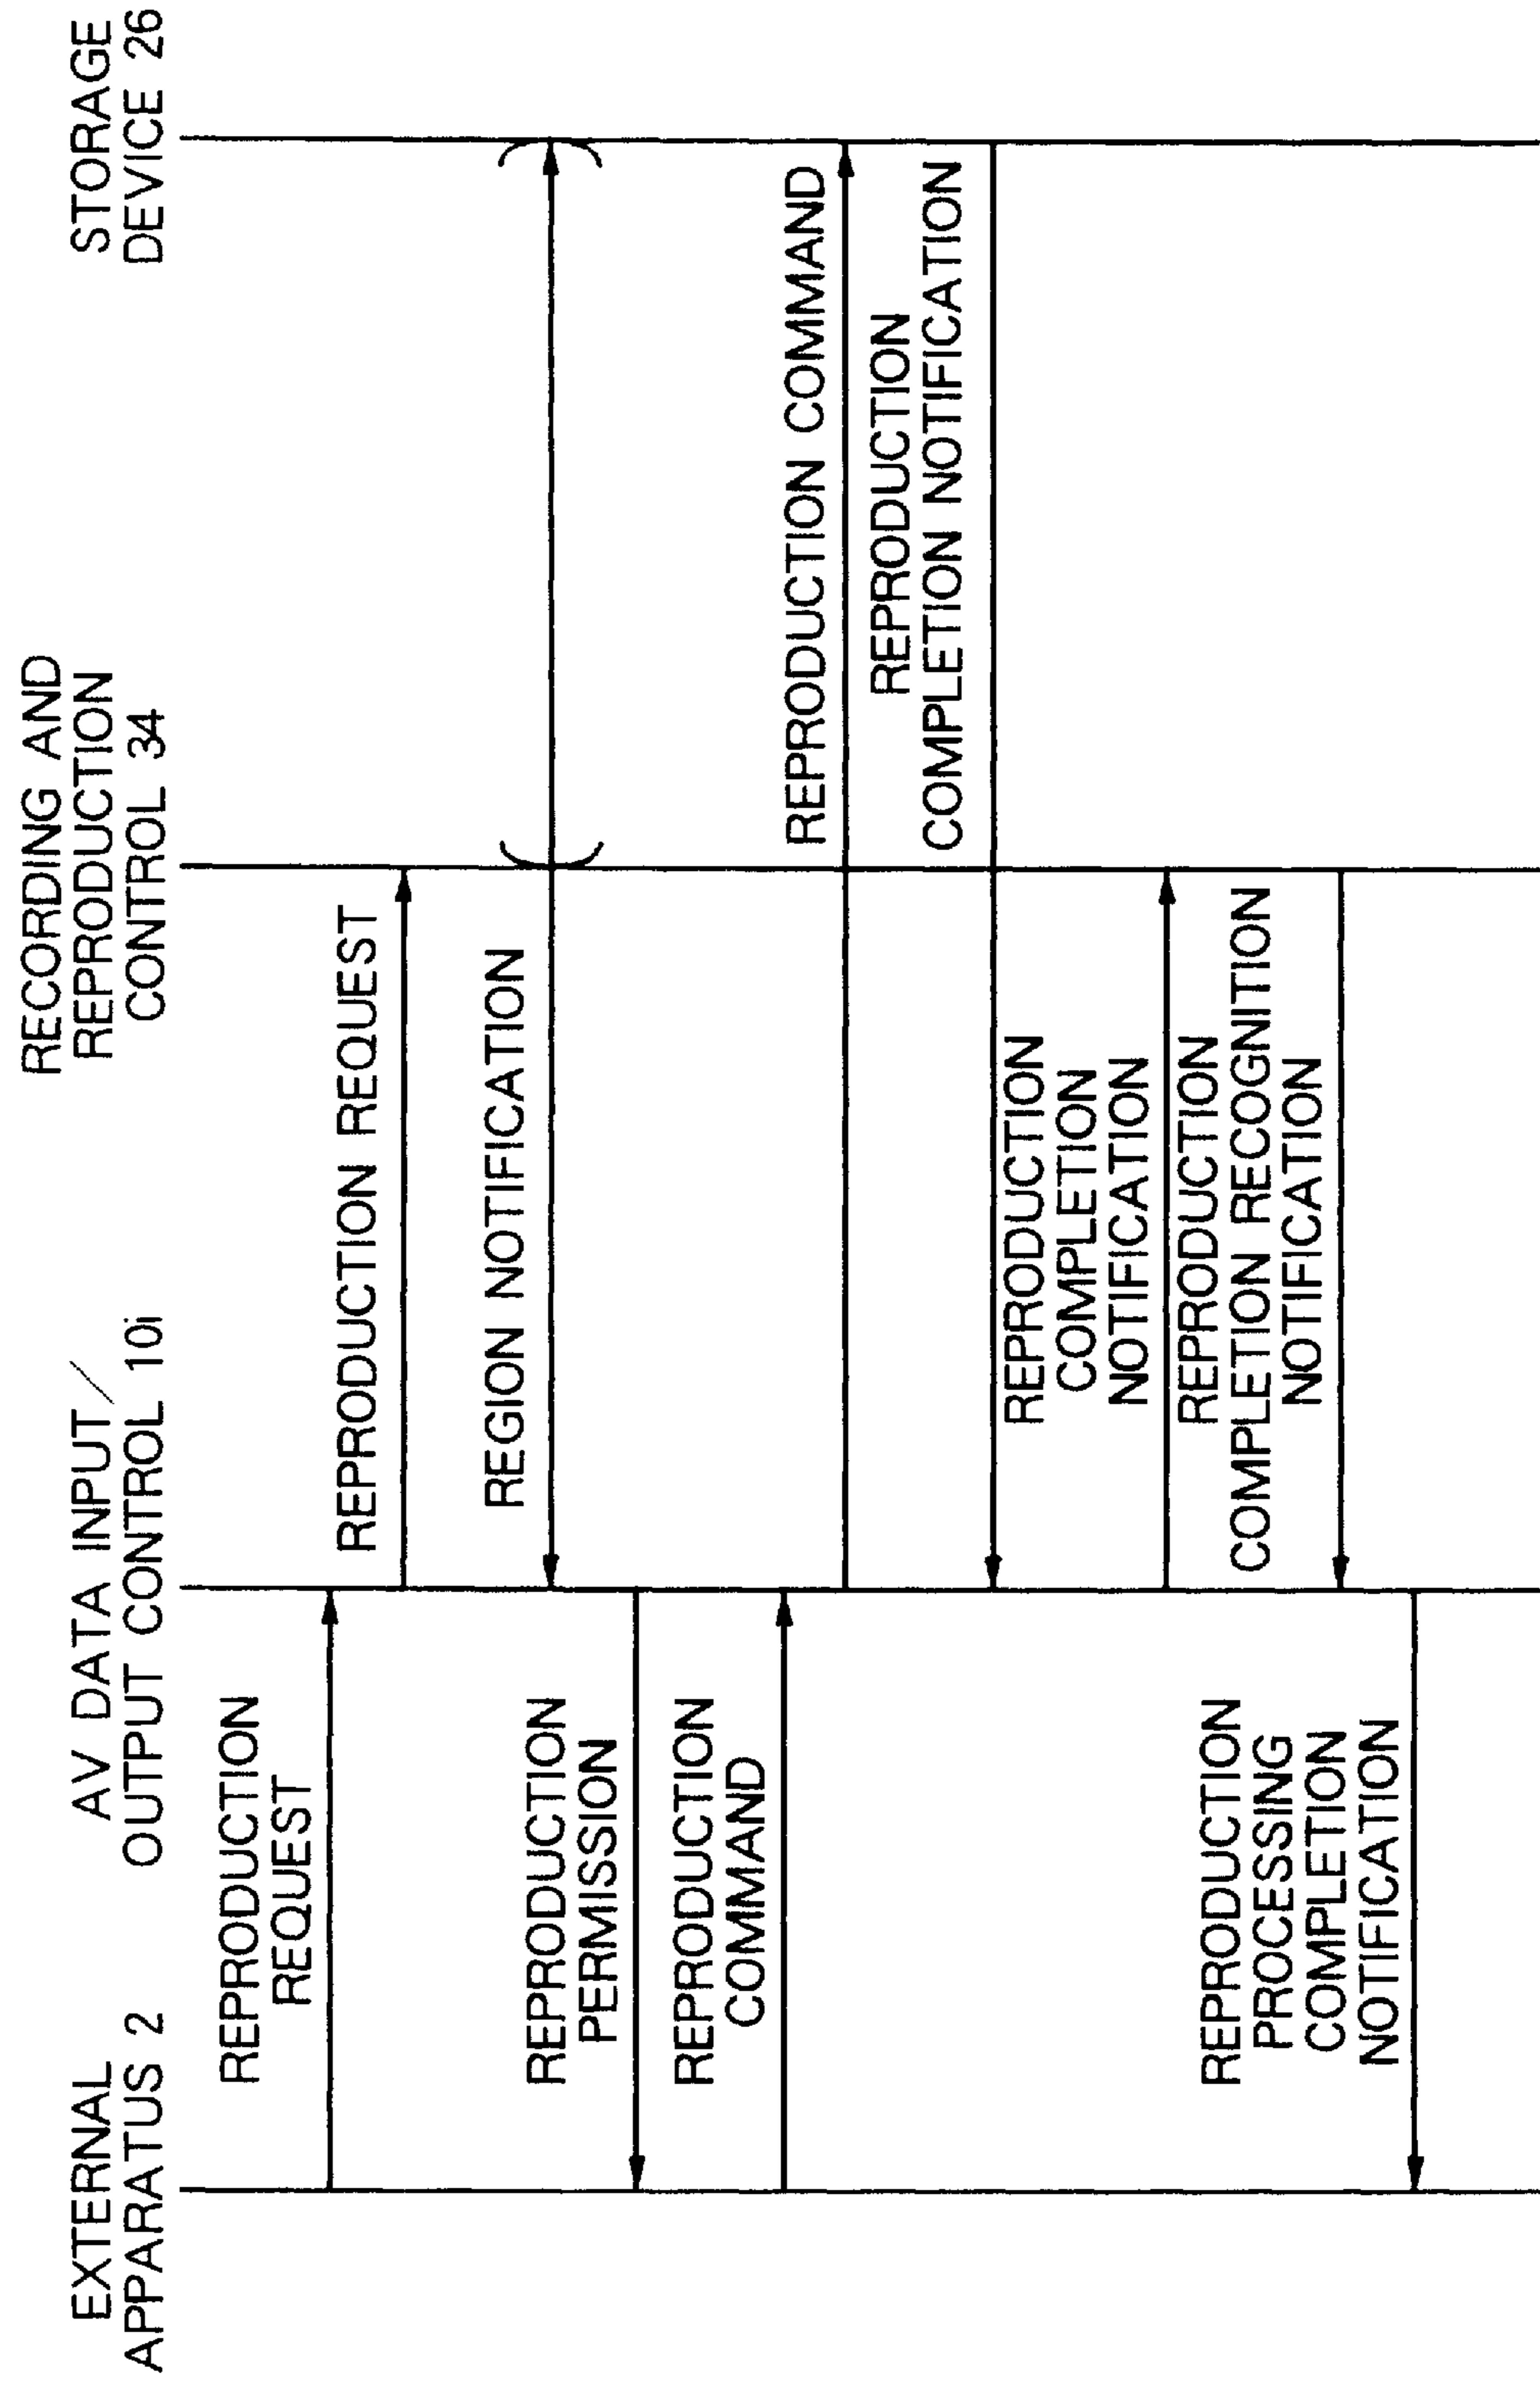 EXTERNAL
APPARATUS 2
AV DATA INPUT/
OUTPUT CONTROL 10i
RECORDING AND
REPRODUCTION
CONTROL 34
STORAGE
DEVICE 26
REPRODUCTION
REQUEST
REPRODUCTION REQUEST
REGION NOTIFICATION
REPRODUCTION
PERMISSION
REPRODUCTION
COMMAND
REPRODUCTION COMMAND
REPRODUCTION
COMPLETION NOTIFICATION
REPRODUCTION
COMPLETION
NOTIFICATION
REPRODUCTION
COMPLETION RECOGNITION
NOTIFICATION
REPRODUCTION
PROCESSING
COMPLETION
NOTIFICATION